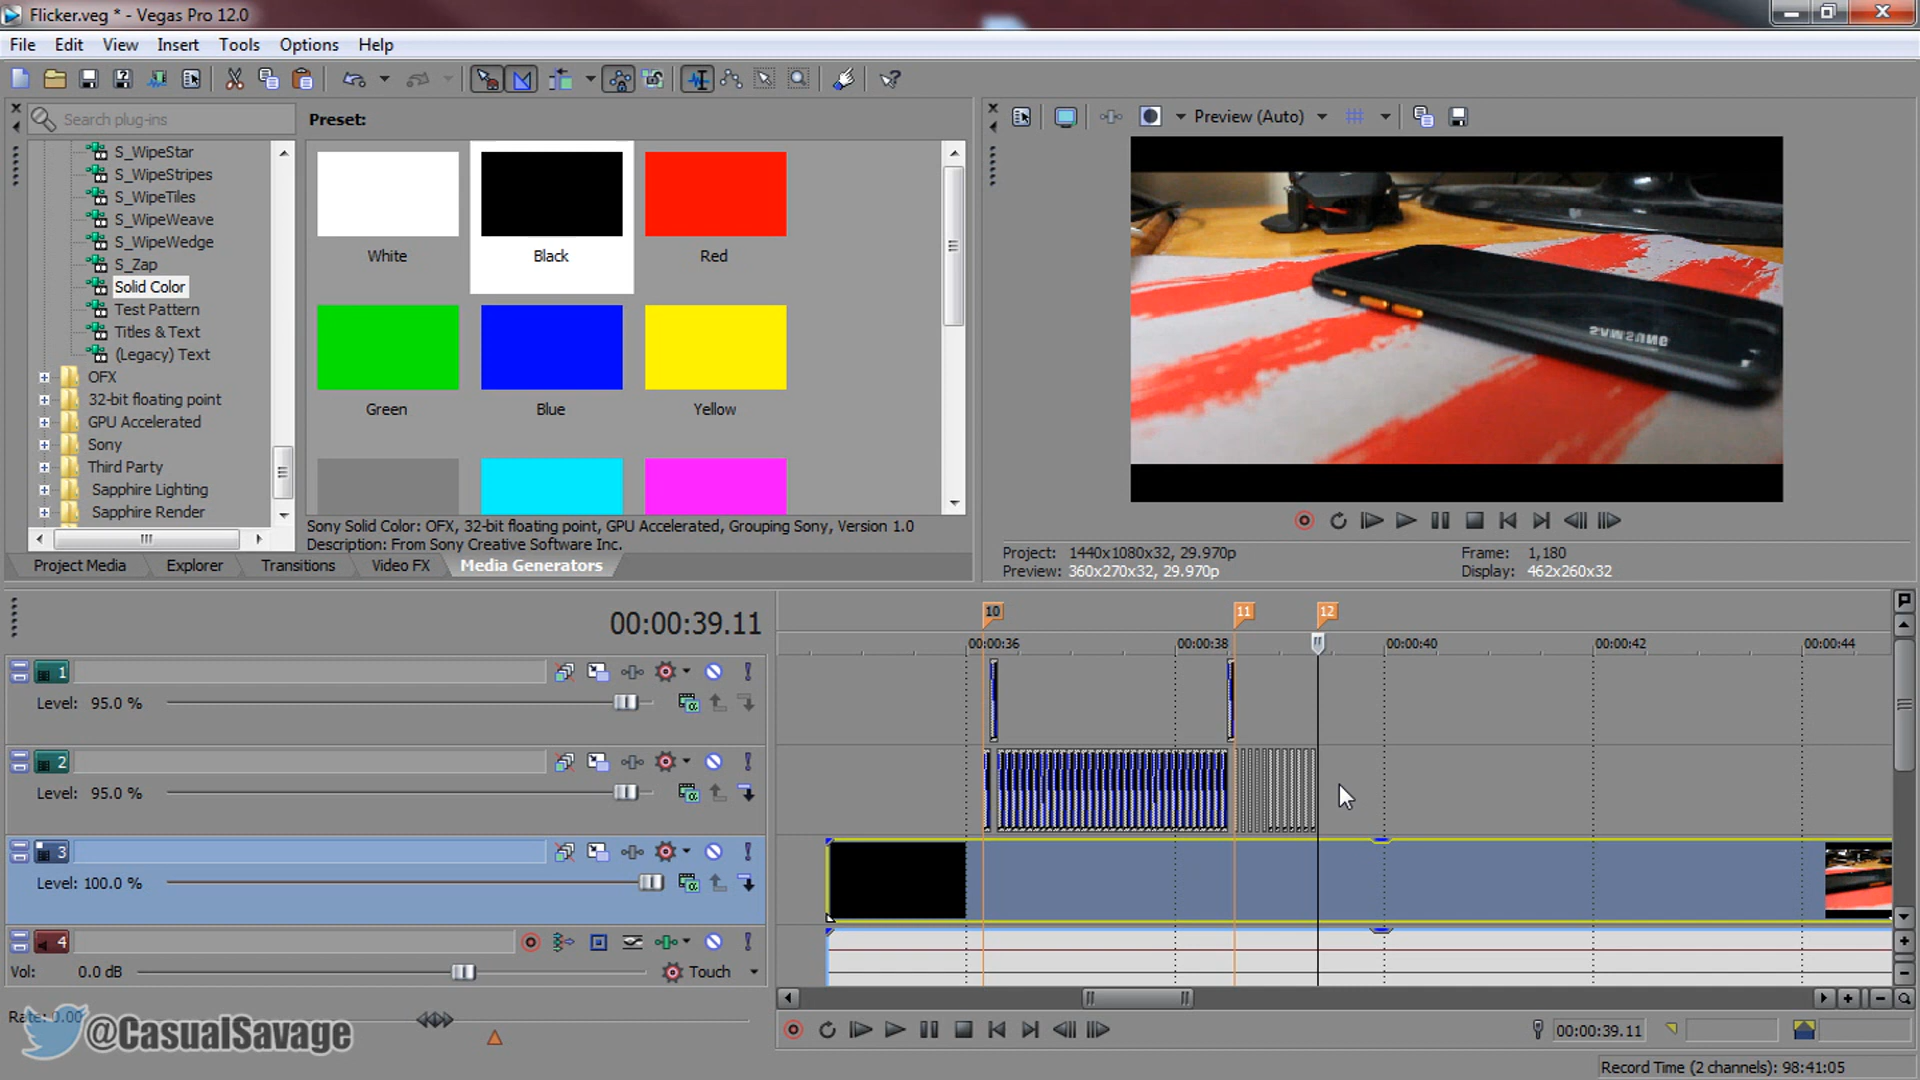 Flicker.veg * - Vegas Pro 12.0
File Edit View Insert Tools Options Help
Search plug-ins
S_WipeStar
S_WipeStripes
S_WipeTiles
S_WipeWeave
S_WipeWedge
S_Zap
Solid Color
Test Pattern
Titles & Text
(Legacy) Text
OFX
32-bit floating point
GPU Accelerated
Sony
Third Party
Sapphire Lighting
Sapphire Render
Preset:
White Black Red
Green Blue Yellow
Sony Solid Color: OFX, 32-bit floating point, GPU Accelerated, Grouping Sony, Version 1.0
Description: From Sony Creative Software Inc.
Project Media Explorer Transitions Video FX Media Generators
Preview (Auto)
SAMSUNG
Project: 1440x1080x32, 29.970p
Preview: 360x270x32, 29.970p
Frame: 1,180
Display: 462x260x32
00:00:39.11
10 11 12
00:00:36 00:00:38 00:00:40 00:00:42 00:00:44
1
Level: 95.0 %
2
Level: 95.0 %
3
Level: 100.0 %
4
Vol: 0.0 dB Touch
Rate: 0.00
@CasualSavage
00:00:39.11
Record Time (2 channels): 98:41:05